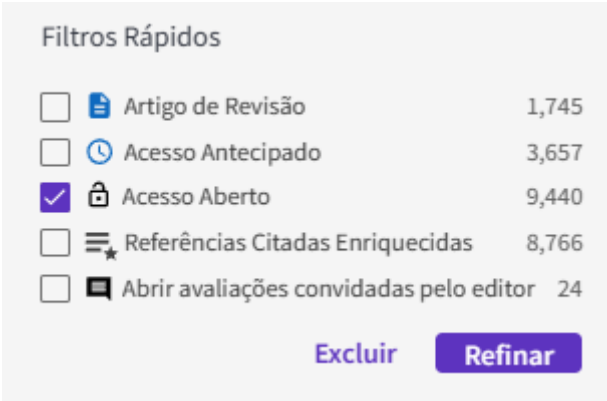 Filtros Rápidos
Artigo de Revisão 1,745
Acesso Antecipado 3,657
Acesso Aberto 9,440
Referências Citadas Enriquecidas 8,766
Abrir avaliações convidadas pelo editor 24
Excluir Refinar